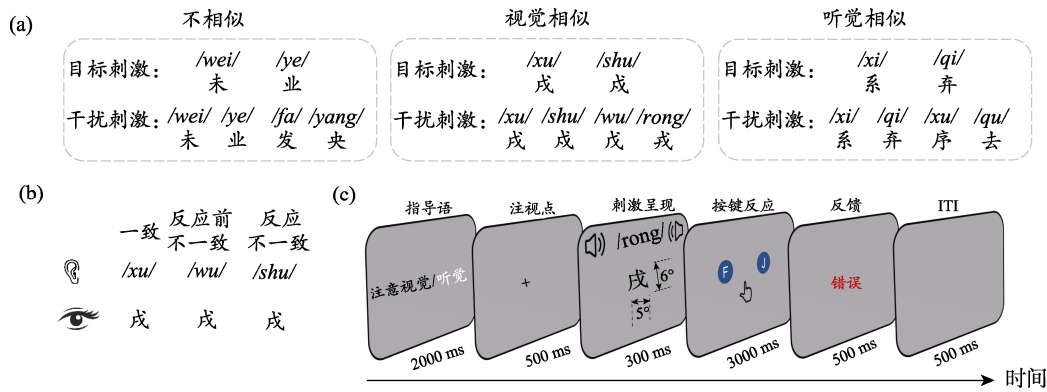 (a)
不相似 视觉相似 听觉相似
/wei/ /ye/ /xu/ /shu/ /xi/ /qi/
目标刺激： 未 业 目标刺激： 戌 戍 目标刺激： 系 弃
/wei/ /ye/ /fa/ /yang/ /xu/ /shu/ /wu/ /rong/ /xi/ /qi/ /xu/ /qu/
干扰刺激： 未 业 发 央 干扰刺激： 戌 戍 戊 戎 干扰刺激： 系 弃 序 去
(b)
一致 反应前不一致 反应不一致
/xu/ /wu/ /shu/
戌 戌 戌
(c)
指导语 注视点 刺激呈现 按键反应 反馈 ITI
注意视觉/听觉
+
/rong/
戌
6°
5°
F J
错误
2000 ms 500 ms 300 ms 3000 ms 500 ms 500 ms
时间